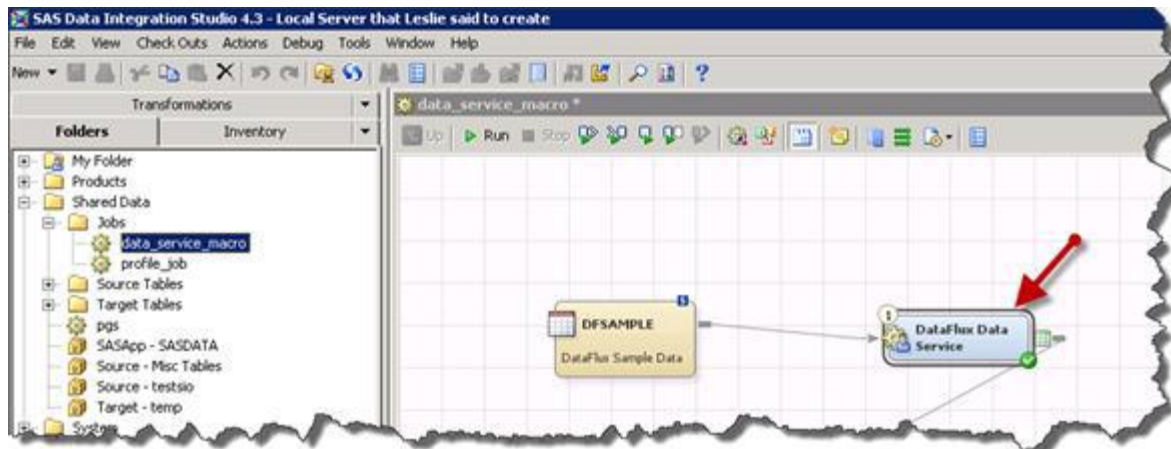 SAS Data Integration Studio 4.3 - Local Server that Leslie said to create
File Edit View Check Outs Actions Debug Tools Window Help
New
Transformations
Folders Inventory
My Folder
Products
Shared Data
Jobs
data_service_macro
profile_job
Source Tables
Target Tables
pgs
SASApp - SASDATA
Source - Misc Tables
Source - testsio
Target - temp
System
data_service_macro *
Up Run Stop
DFSAMPLE
DataFlux Sample Data
1
DataFlux Data
Service